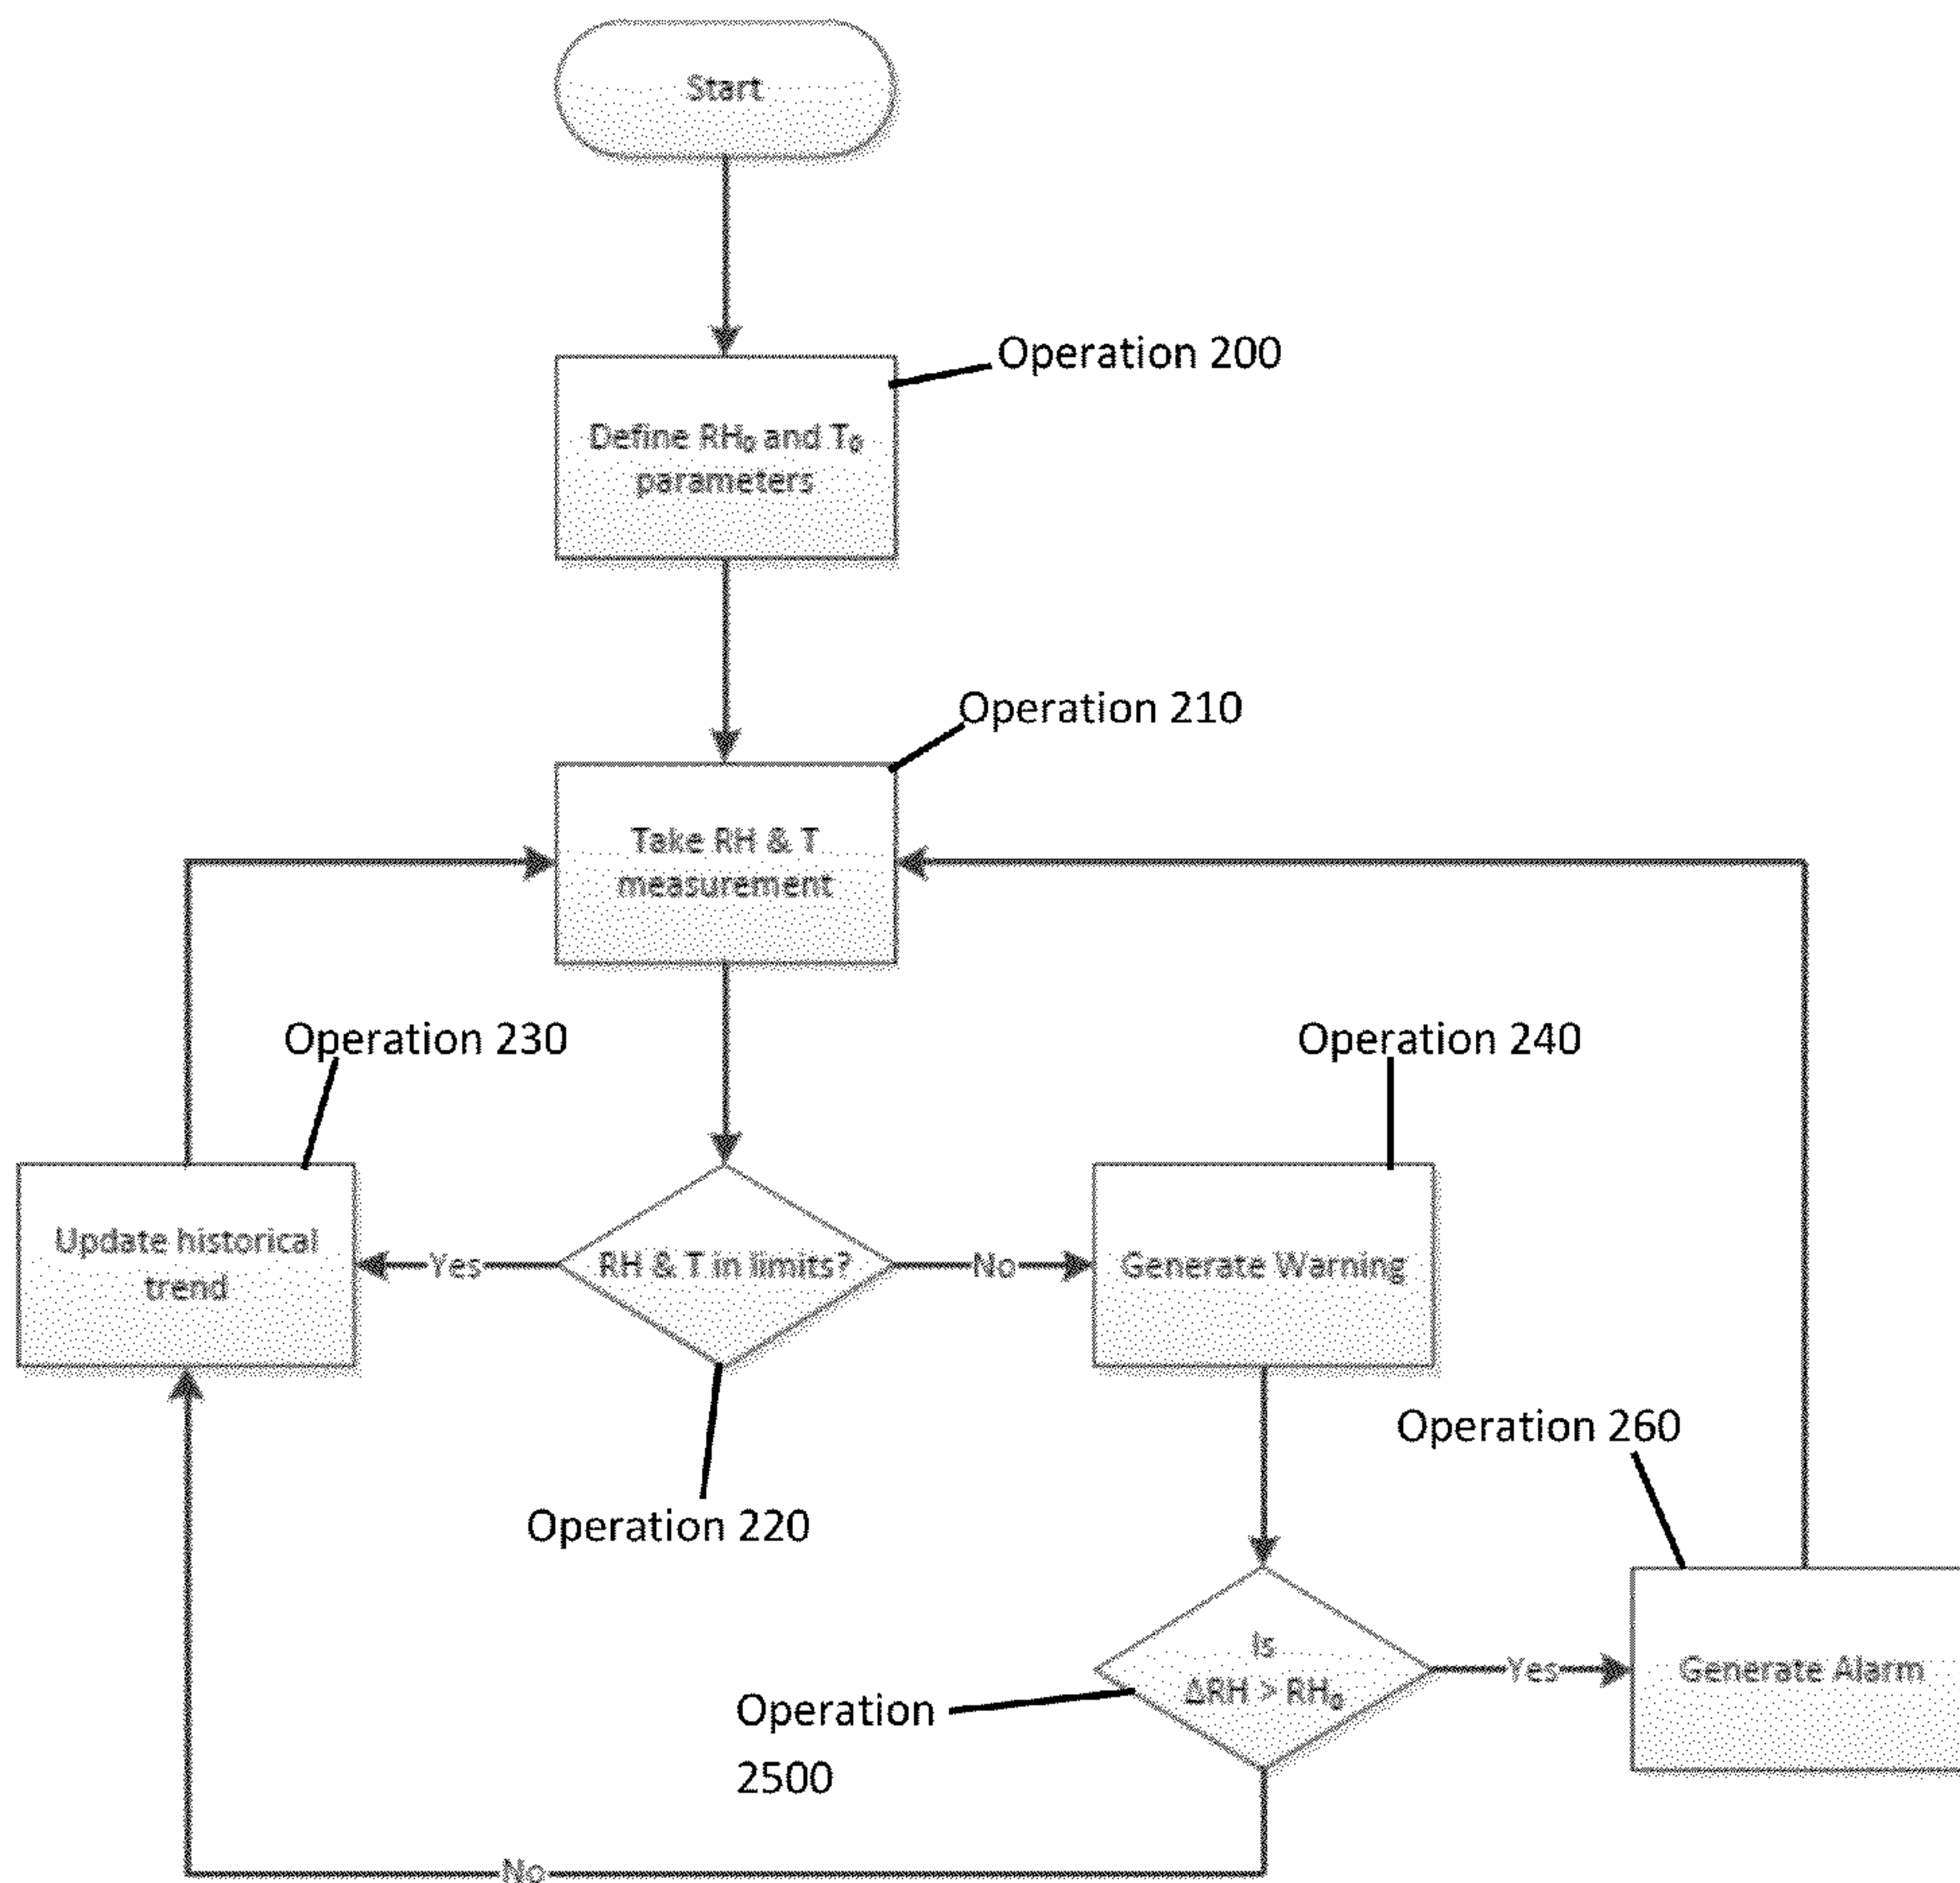 Start
Operation 200
Define RH₀ and T₀
parameters
Operation 210
Take RH & T
measurement
Operation 230
Operation 240
Update historical
trend
Yes
RH & T in limits?
No
Generate Warning
Operation 260
Operation 220
Is
ΔRH > RH₀
Yes
Generate Alarm
Operation
2500
No